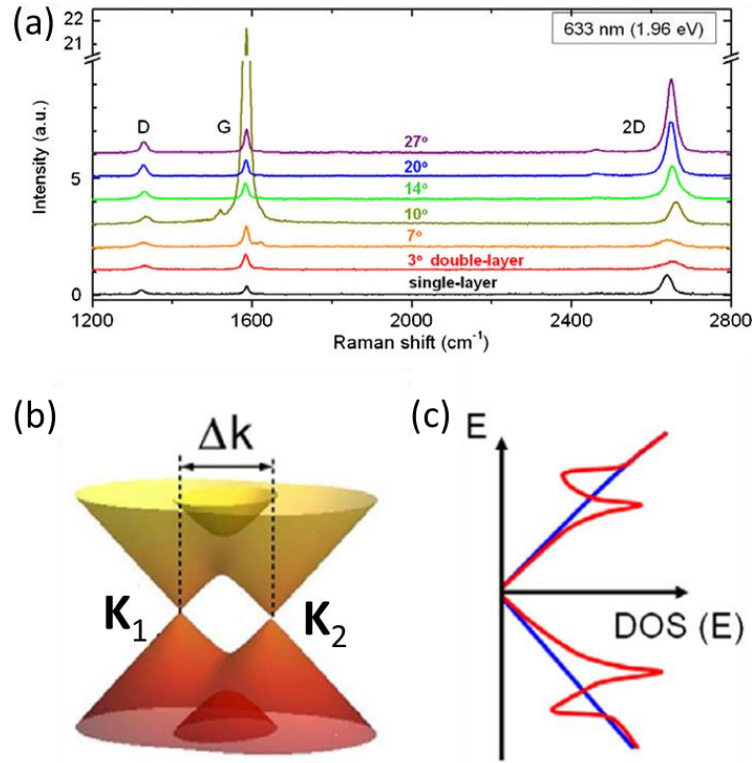 (a)
22
21
5
0
Intensity (a.u.)
633 nm (1.96 eV)
D
G
2D
27°
20°
14°
10°
7°
3° double-layer
single-layer
1200
1600
2000
2400
2800
Raman shift (cm⁻¹)
(b)
Δk
K₁
K₂
(c)
E
DOS (E)